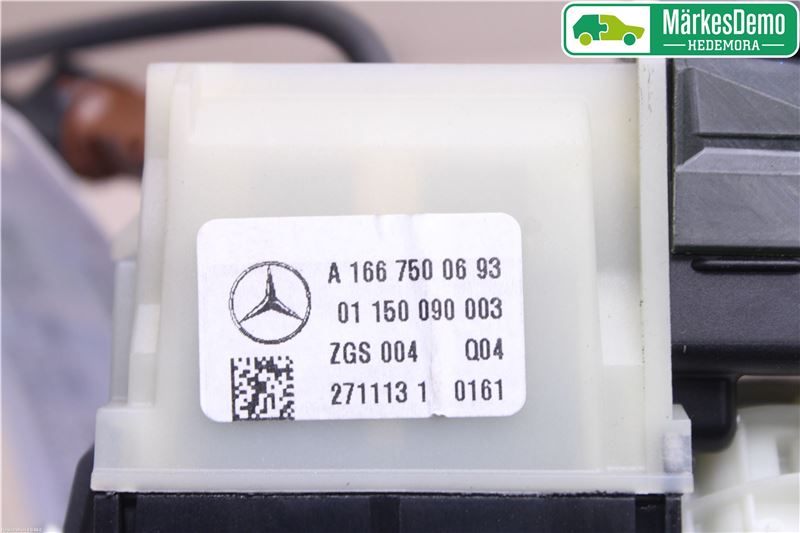 MärkesDemo
HEDEMORA
A 166 750 06 93
01 150 090 003
ZGS 004 Q04
271113 1 0161